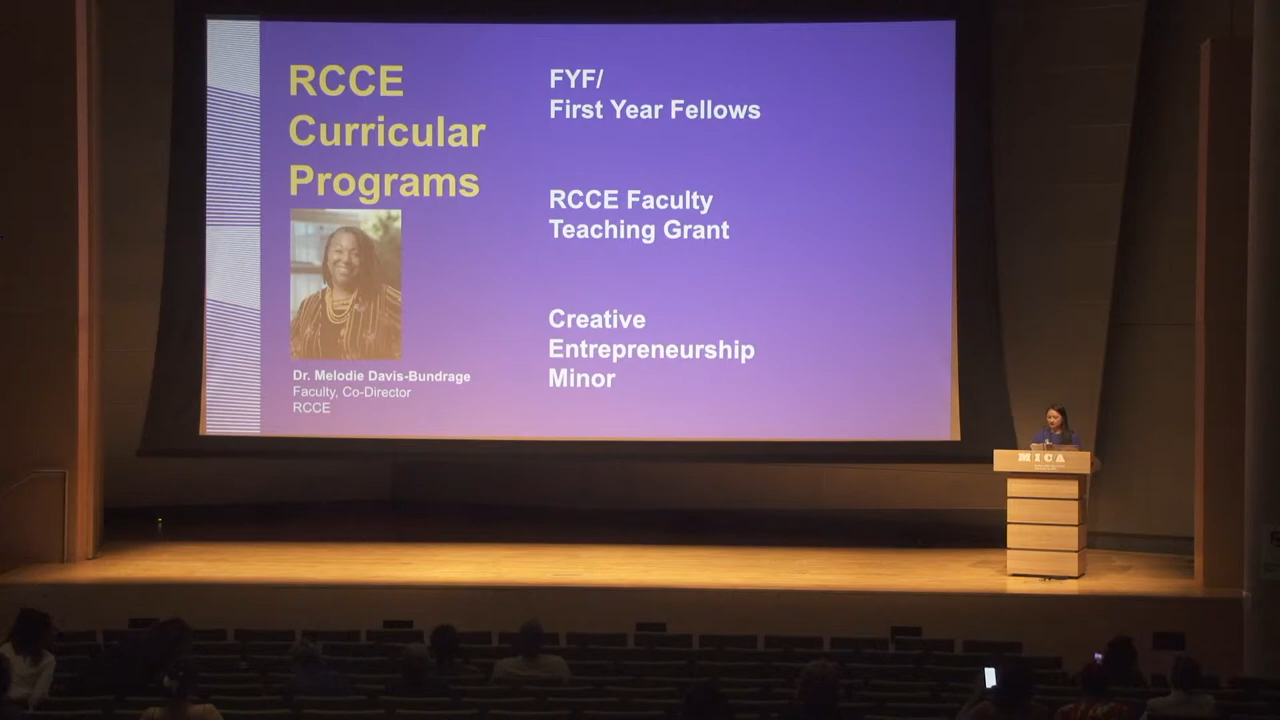 RCCE
Curricular
Programs
Dr. Melodie Davis-Bundrage
Faculty, Co-Director
RCCE
FYF/
First Year Fellows
RCCE Faculty
Teaching Grant
Creative
Entrepreneurship
Minor
MICA